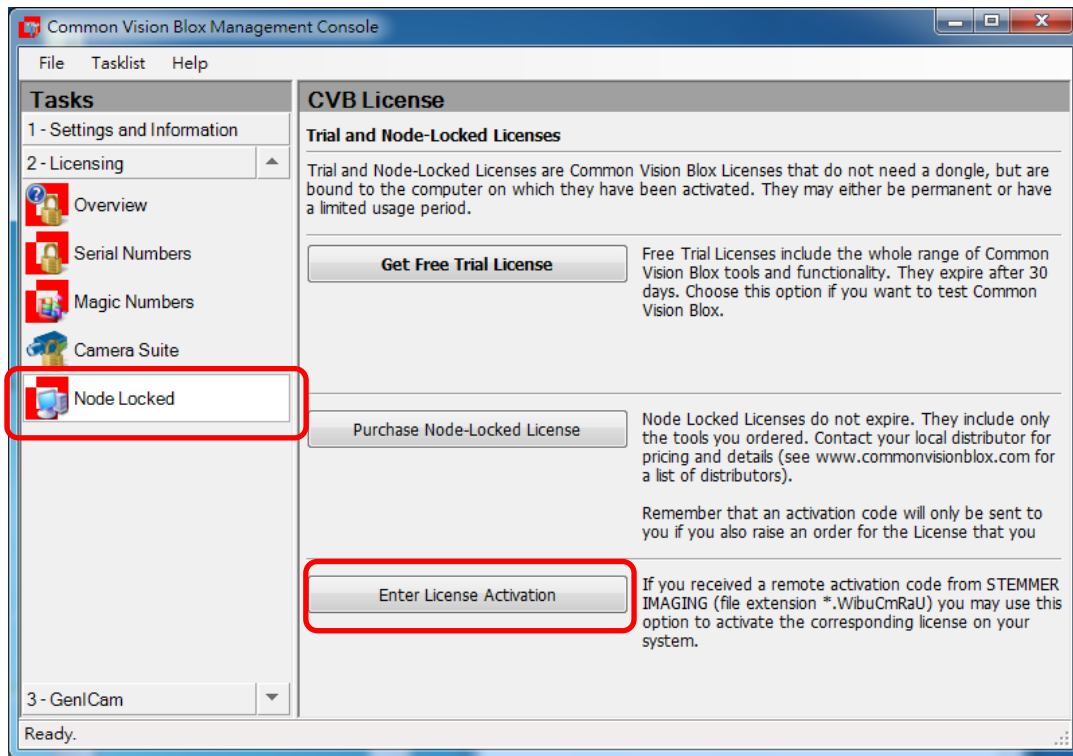 Common Vision Blox Management Console
File Tasklist Help
Tasks
1 - Settings and Information
2 - Licensing
Overview
Serial Numbers
Magic Numbers
Camera Suite
Node Locked
3 - GenICam
CVB License
Trial and Node-Locked Licenses
Trial and Node-Locked Licenses are Common Vision Blox Licenses that do not need a dongle, but are
bound to the computer on which they have been activated. They may either be permanent or have
a limited usage period.
Get Free Trial License
Free Trial Licenses include the whole range of Common
Vision Blox tools and functionality. They expire after 30
days. Choose this option if you want to test Common
Vision Blox.
Purchase Node-Locked License
Node Locked Licenses do not expire. They include only
the tools you ordered. Contact your local distributor for
pricing and details (see www.commonvisionblox.com for
a list of distributors).
Remember that an activation code will only be sent to
you if you also raise an order for the License that you
Enter License Activation
If you received a remote activation code from STEMMER
IMAGING (file extension *.WibuCmRaU) you may use this
option to activate the corresponding license on your
system.
Ready.